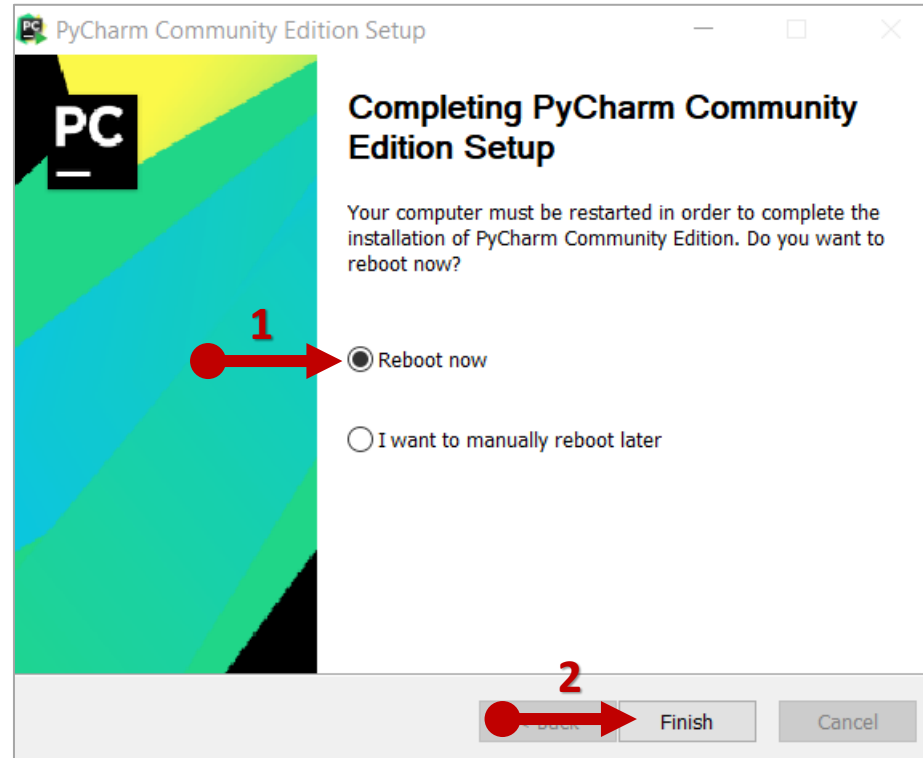 PyCharm Community Edition Setup
PC
Completing PyCharm Community
Edition Setup
Your computer must be restarted in order to complete the
installation of PyCharm Community Edition. Do you want to
reboot now?
1
Reboot now
I want to manually reboot later
2
Finish
Cancel